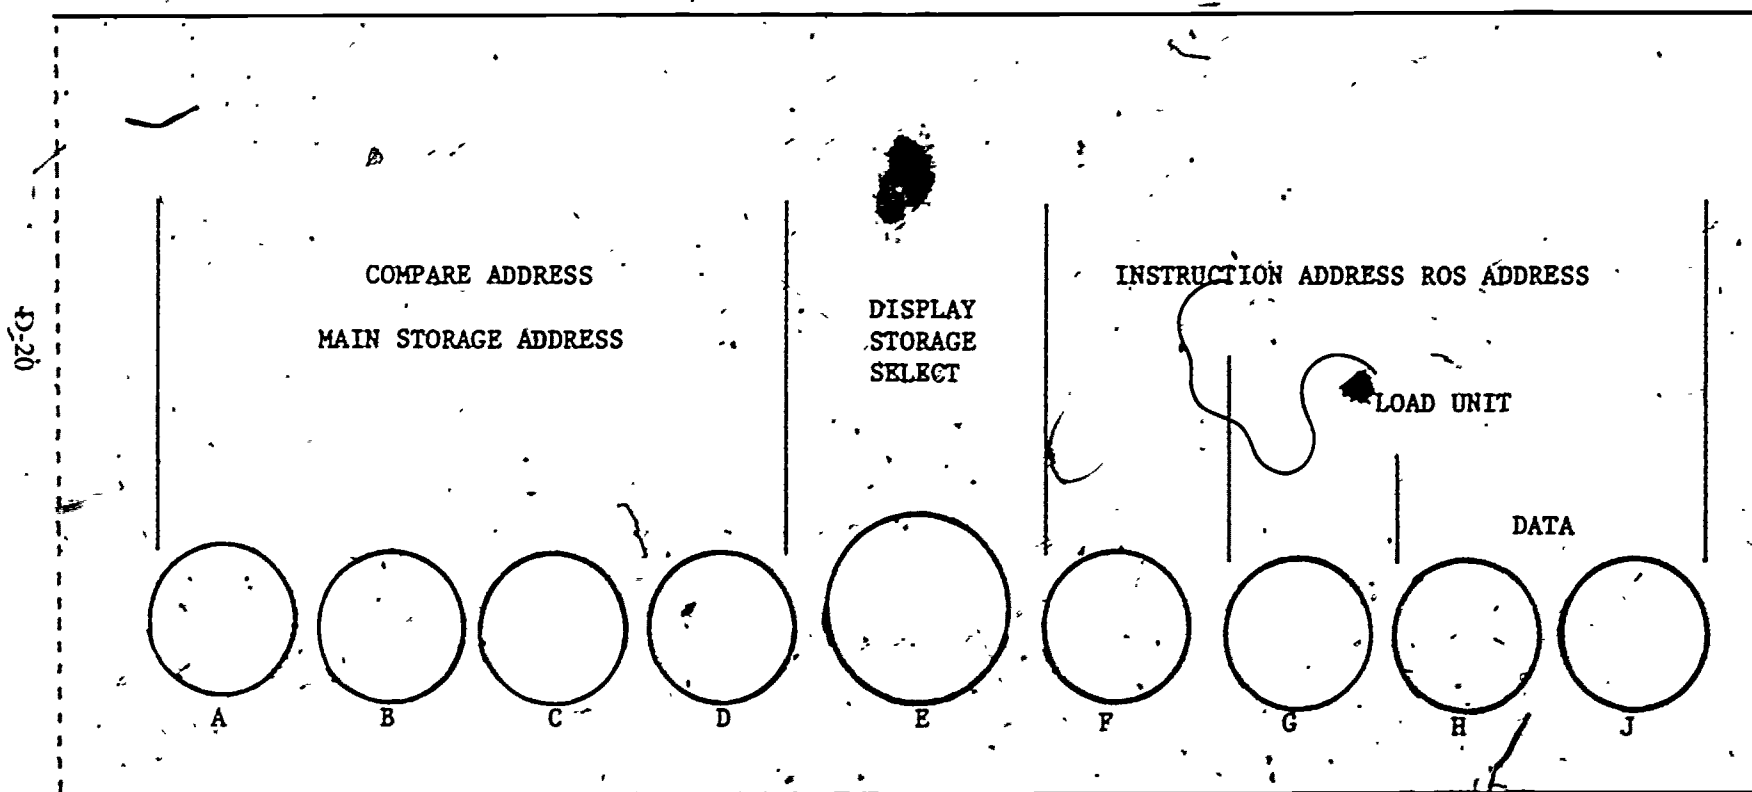 COMPARE ADDRESS
MAIN STORAGE ADDRESS
DISPLAY
STORAGE
SELECT
INSTRUCTION ADDRESS ROS ADDRESS
LOAD UNIT
DATA
A B C D E F G H J
D-20